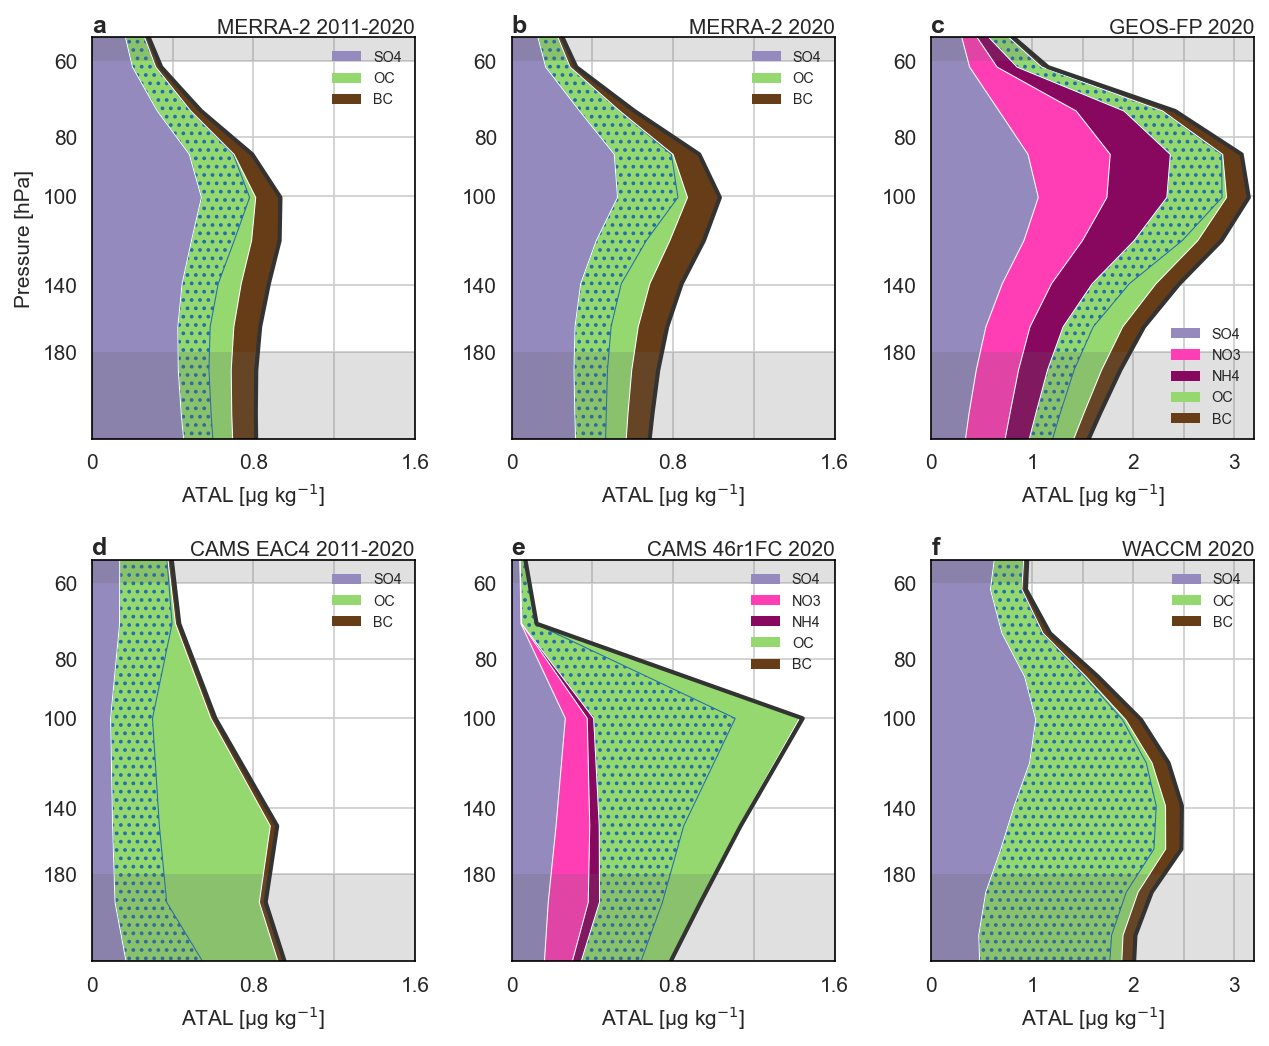 a MERRA-2 2011-2020
SO4
OC
BC
60
80
100
140
180
Pressure [hPa]
0 0.8 1.6
ATAL [µg kg⁻¹]
b MERRA-2 2020
SO4
OC
BC
60
80
100
140
180
0 0.8 1.6
ATAL [µg kg⁻¹]
c GEOS-FP 2020
60
80
100
140
180
SO4
NO3
NH4
OC
BC
0 1 2 3
ATAL [µg kg⁻¹]
d CAMS EAC4 2011-2020
SO4
OC
BC
60
80
100
140
180
0 0.8 1.6
ATAL [µg kg⁻¹]
e CAMS 46r1FC 2020
SO4
NO3
NH4
OC
BC
60
80
100
140
180
0 0.8 1.6
ATAL [µg kg⁻¹]
f WACCM 2020
SO4
OC
BC
60
80
100
140
180
0 1 2 3
ATAL [µg kg⁻¹]